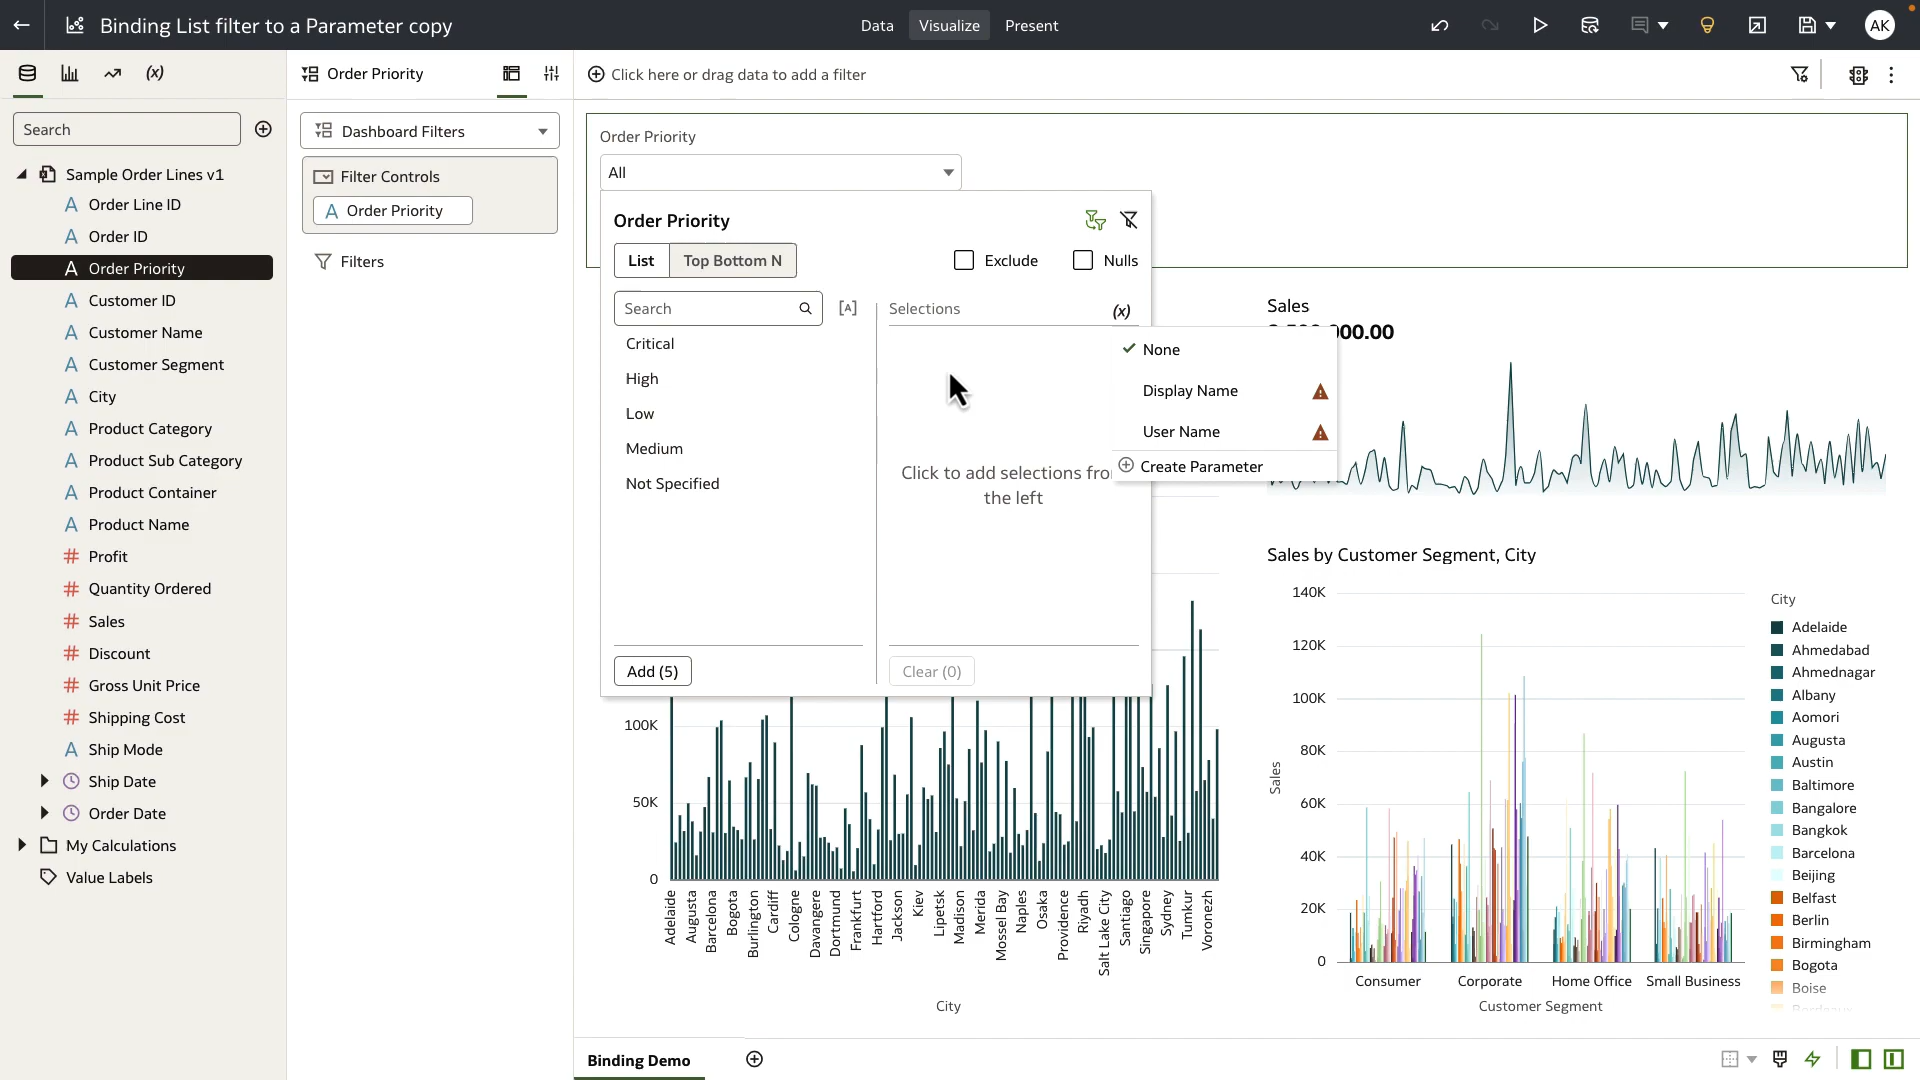 Binding List filter to a Parameter copy
Data
Visualize
Present
AK
(x)
Order Priority
Click here or drag data to add a filter
Search
Dashboard Filters
Filter Controls
Order Priority
Filters
Sample Order Lines v1
Order Line ID
Order ID
Order Priority
Customer ID
Customer Name
Customer Segment
City
Product Category
Product Sub Category
Product Container
Product Name
Profit
Quantity Ordered
Sales
Discount
Gross Unit Price
Shipping Cost
Ship Mode
Ship Date
Order Date
My Calculations
Value Labels
Order Priority
All
Order Priority
List
Top Bottom N
Exclude
Nulls
Search
[A]
Selections
(x)
Critical
High
Low
Medium
Not Specified
Click to add selections from
the left
Add (5)
Clear (0)
None
Display Name
User Name
Create Parameter
Sales
000.00
100K
50K
0
Adelaide
Augusta
Barcelona
Bogota
Burlington
Cardiff
Cologne
Davangere
Dortmund
Frankfurt
Hartford
Jackson
Kiev
Lipetsk
Madison
Merida
Mossel Bay
Naples
Osaka
Providence
Riyadh
Salt Lake City
Santiago
Singapore
Sydney
Tumkur
Voronezh
City
Sales by Customer Segment, City
140K
120K
100K
80K
60K
40K
20K
0
Sales
Consumer
Corporate
Home Office
Small Business
Customer Segment
City
Adelaide
Ahmedabad
Ahmednagar
Albany
Aomori
Augusta
Austin
Baltimore
Bangalore
Bangkok
Barcelona
Beijing
Belfast
Berlin
Birmingham
Bogota
Boise
Binding Demo